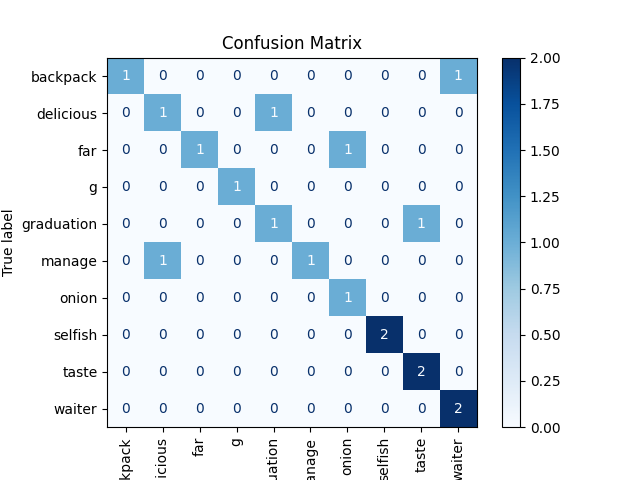 Confusion Matrix
True label
backpack 1 0 0 0 0 0 0 0 0 1
delicious 0 1 0 0 1 0 0 0 0 0
far 0 0 1 0 0 0 1 0 0 0
g 0 0 0 1 0 0 0 0 0 0
graduation 0 0 0 0 1 0 0 0 1 0
manage 0 1 0 0 0 1 0 0 0 0
onion 0 0 0 0 0 0 1 0 0 0
selfish 0 0 0 0 0 0 0 2 0 0
taste 0 0 0 0 0 0 0 0 2 0
waiter 0 0 0 0 0 0 0 0 0 2
kpack
icious
far
g
uation
anage
onion
selfish
taste
waiter
2.00
1.75
1.50
1.25
1.00
0.75
0.50
0.25
0.00